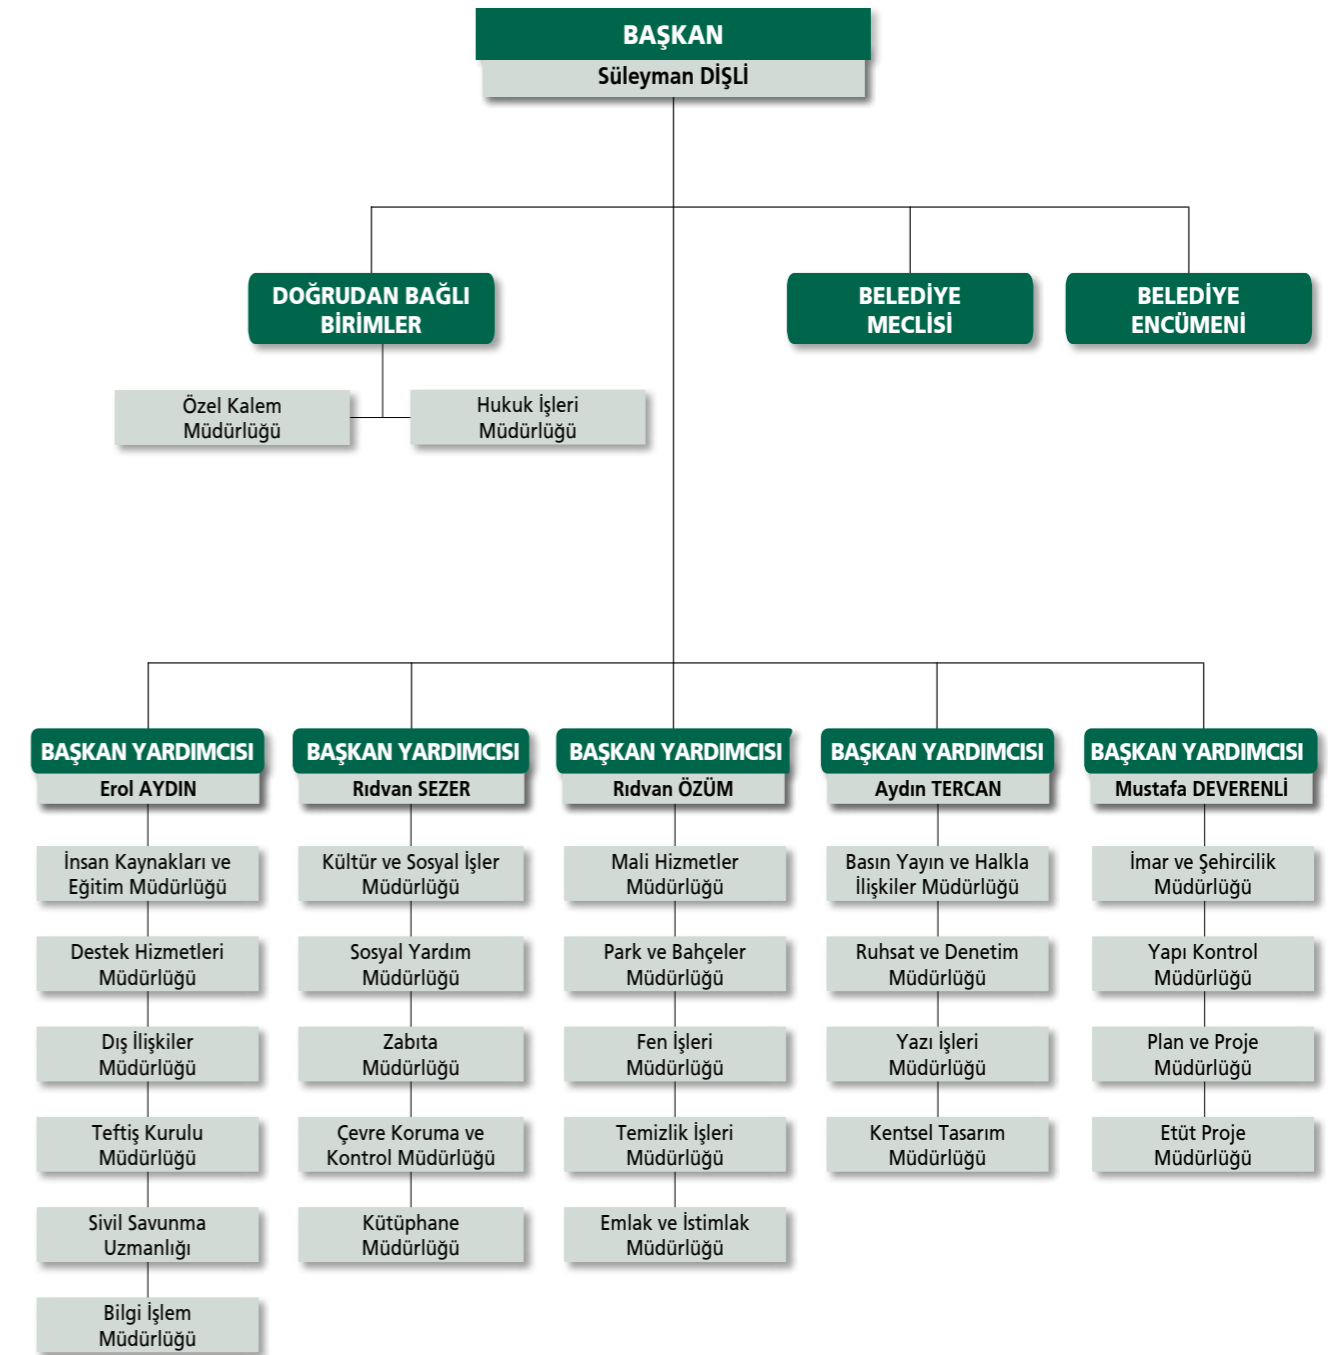 BAŞKAN
Süleyman DİŞLİ
DOĞRUDAN BAĞLI
BİRİMLER
BELEDİYE
MECLİSİ
BELEDİYE
ENCÜMENİ
Özel Kalem
Müdürlüğü
Hukuk İşleri
Müdürlüğü
BAŞKAN YARDIMCISI
Erol AYDIN
İnsan Kaynakları ve
Eğitim Müdürlüğü
Destek Hizmetleri
Müdürlüğü
Dış İlişkiler
Müdürlüğü
Teftiş Kurulu
Müdürlüğü
Sivil Savunma
Uzmanlığı
Bilgi İşlem
Müdürlüğü
BAŞKAN YARDIMCISI
Rıdvan SEZER
Kültür ve Sosyal İşler
Müdürlüğü
Sosyal Yardım
Müdürlüğü
Zabıta
Müdürlüğü
Çevre Koruma ve
Kontrol Müdürlüğü
Kütüphane
Müdürlüğü
BAŞKAN YARDIMCISI
Rıdvan ÖZÜM
Mali Hizmetler
Müdürlüğü
Park ve Bahçeler
Müdürlüğü
Fen İşleri
Müdürlüğü
Temizlik İşleri
Müdürlüğü
Emlak ve İstimlak
Müdürlüğü
BAŞKAN YARDIMCISI
Aydın TERCAN
Basın Yayın ve Halkla
İlişkiler Müdürlüğü
Ruhsat ve Denetim
Müdürlüğü
Yazı İşleri
Müdürlüğü
Kentsel Tasarım
Müdürlüğü
BAŞKAN YARDIMCISI
Mustafa DEVERENLİ
İmar ve Şehircilik
Müdürlüğü
Yapı Kontrol
Müdürlüğü
Plan ve Proje
Müdürlüğü
Etüt Proje
Müdürlüğü